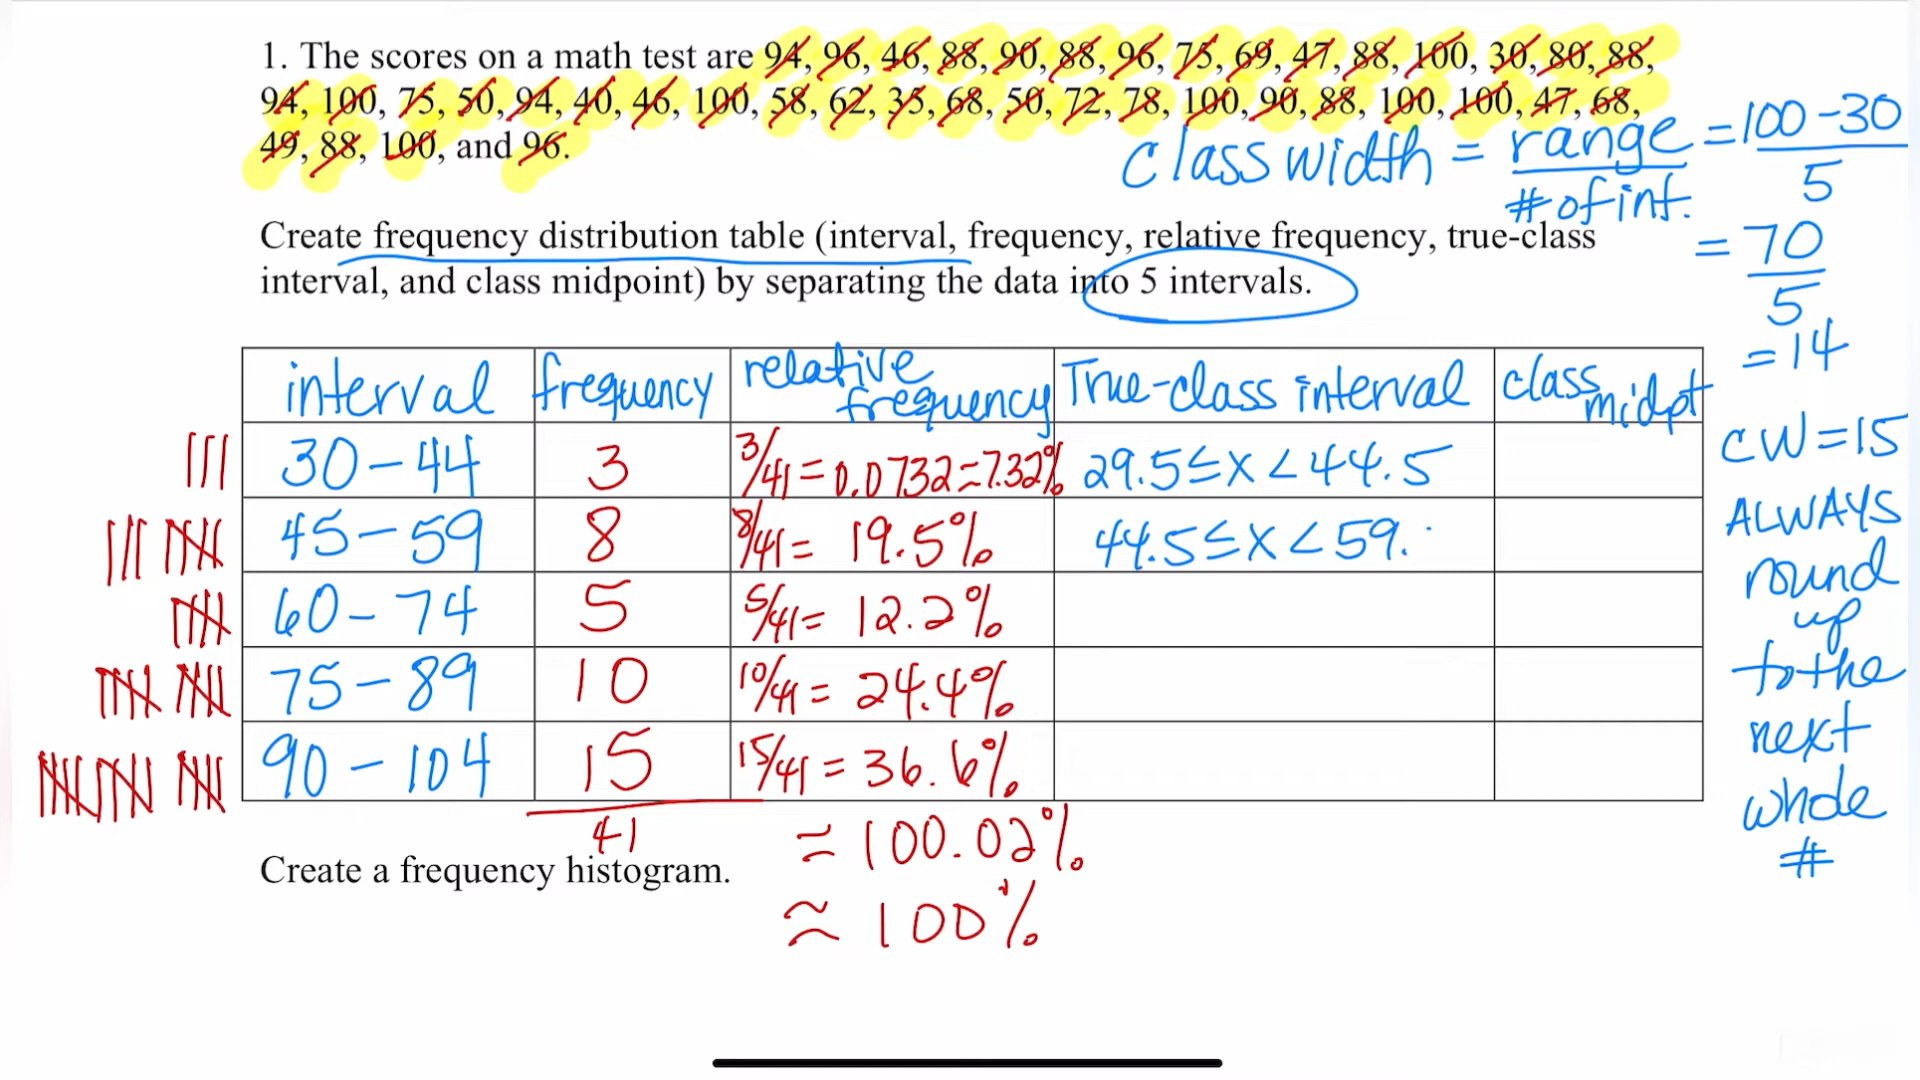 1. The scores on a math test are 94, 96, 46, 88, 90, 88, 96, 75, 69, 47, 88, 100, 30, 80, 88,
94, 100, 75, 50, 94, 40, 46, 100, 58, 62, 35, 68, 50, 72, 78, 100, 90, 88, 100, 100, 47, 68,
49, 88, 100, and 96.
class width = range / # of int. = 100-30 / 5
= 70 / 5
= 14
CW = 15
ALWAYS
round
up
to the
next
whole
#
Create frequency distribution table (interval, frequency, relative frequency, true-class
interval, and class midpoint) by separating the data into 5 intervals.
interval frequency relative frequency True-class interval class midpt
30-44 3 3/41 = 0.0732 = 7.32% 29.5 ≤ x < 44.5
45-59 8 8/41 = 19.5% 44.5 ≤ x < 59.
60-74 5 5/41 = 12.2%
75-89 10 10/41 = 24.4%
90-104 15 15/41 = 36.6%
41 ≈ 100.02%
≈ 100%
Create a frequency histogram.